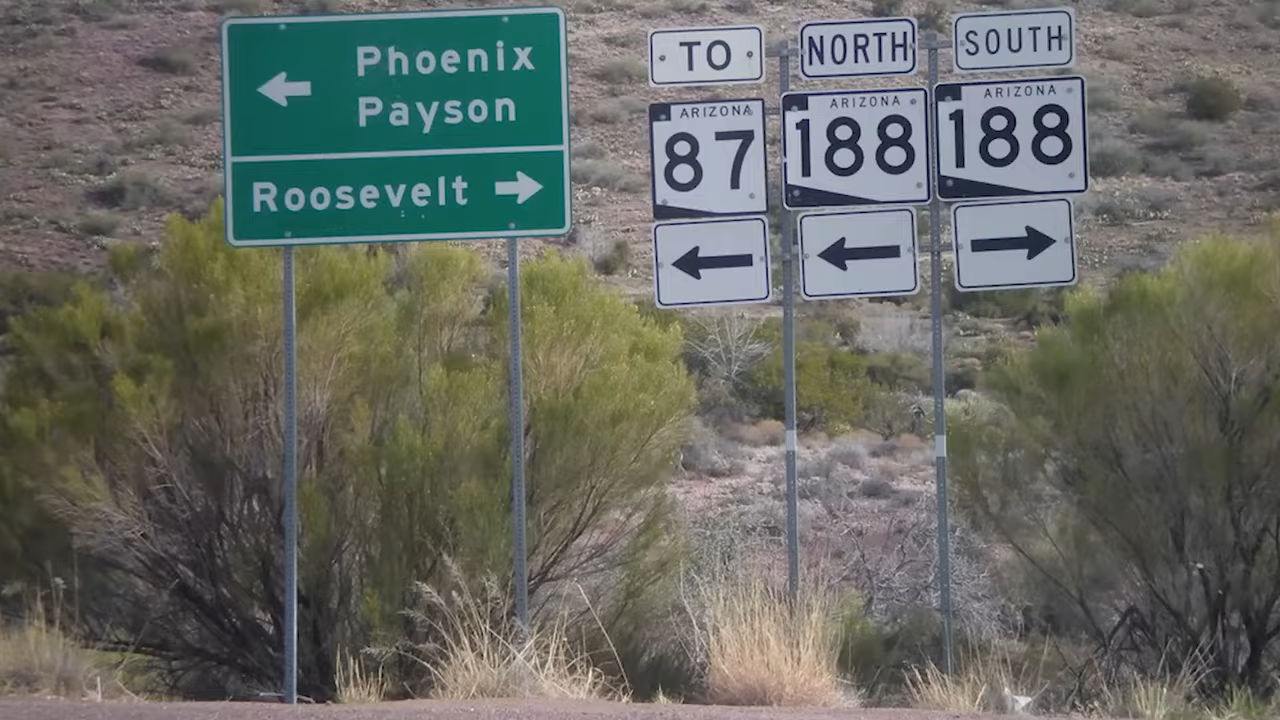 Phoenix
Payson
Roosevelt
TO
ARIZONA
87
NORTH
ARIZONA
188
SOUTH
ARIZONA
188